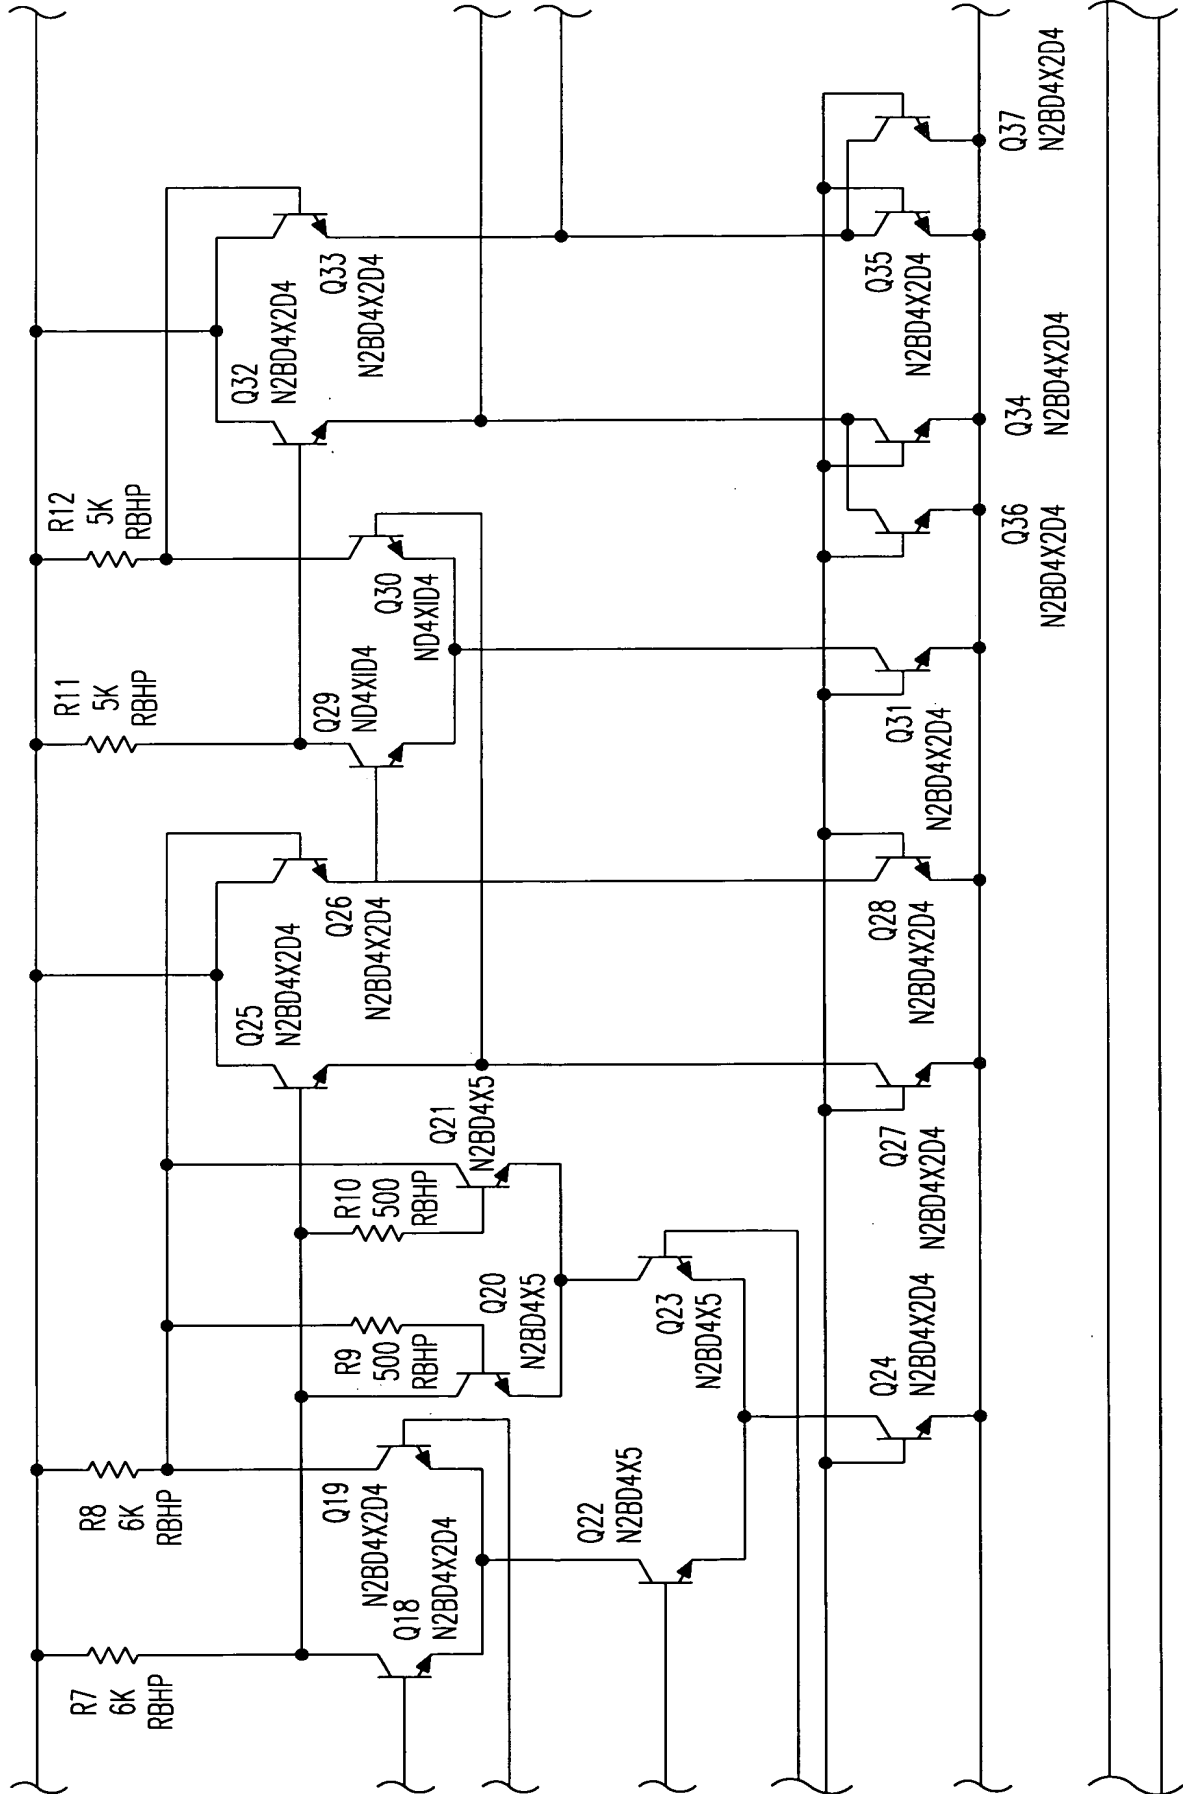 R7
6K
RBHP
R8
6K
RBHP
Q19
N2BD4X2D4
Q18
N2BD4X2D4
R9
500
RBHP
Q20
N2BD4X5
R10
500
RBHP
Q21
N2BD4X5
Q22
N2BD4X5
Q23
N2BD4X5
Q24
N2BD4X2D4
Q25
N2BD4X2D4
Q26
N2BD4X2D4
Q27
N2BD4X2D4
Q28
N2BD4X2D4
R11
5K
RBHP
R12
5K
RBHP
Q29
ND4XID4
Q30
ND4XID4
Q31
N2BD4X2D4
Q32
N2BD4X2D4
Q33
N2BD4X2D4
Q36
N2BD4X2D4
Q34
N2BD4X2D4
Q35
N2BD4X2D4
Q37
N2BD4X2D4